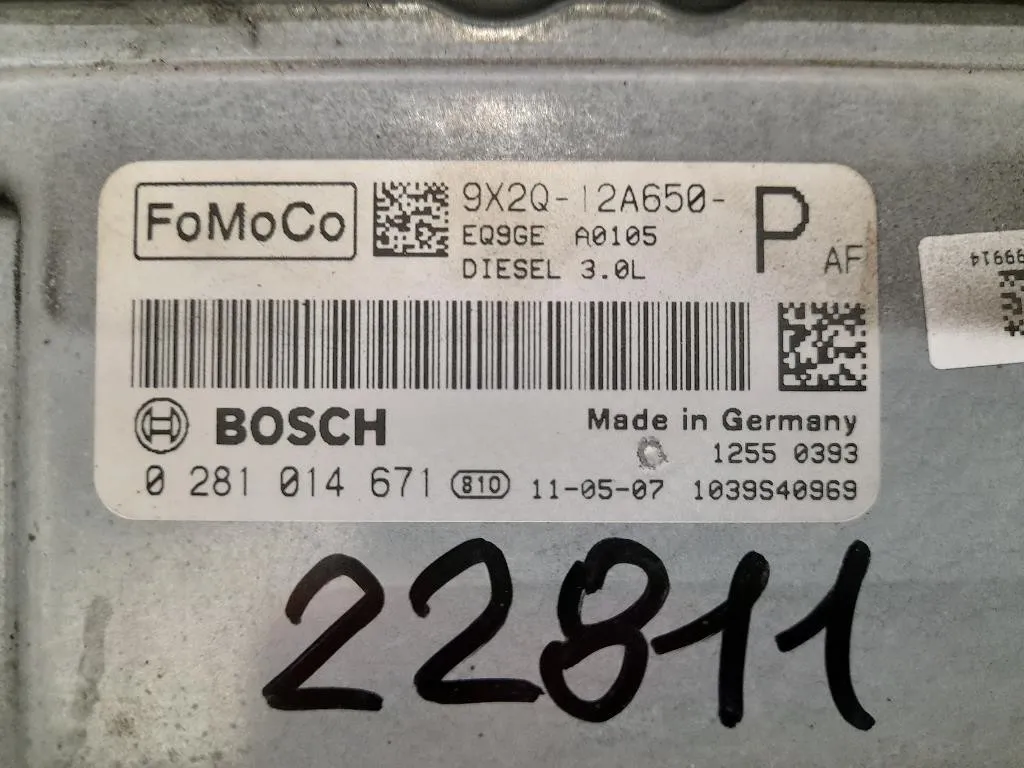 FoMoCo
9X2Q-12A650-
P
AF
EQ9GE A0105
DIESEL 3.0L
BOSCH
Made in Germany
1255 0393
0 281 014 671 810 11-05-07 1039S40969
22811